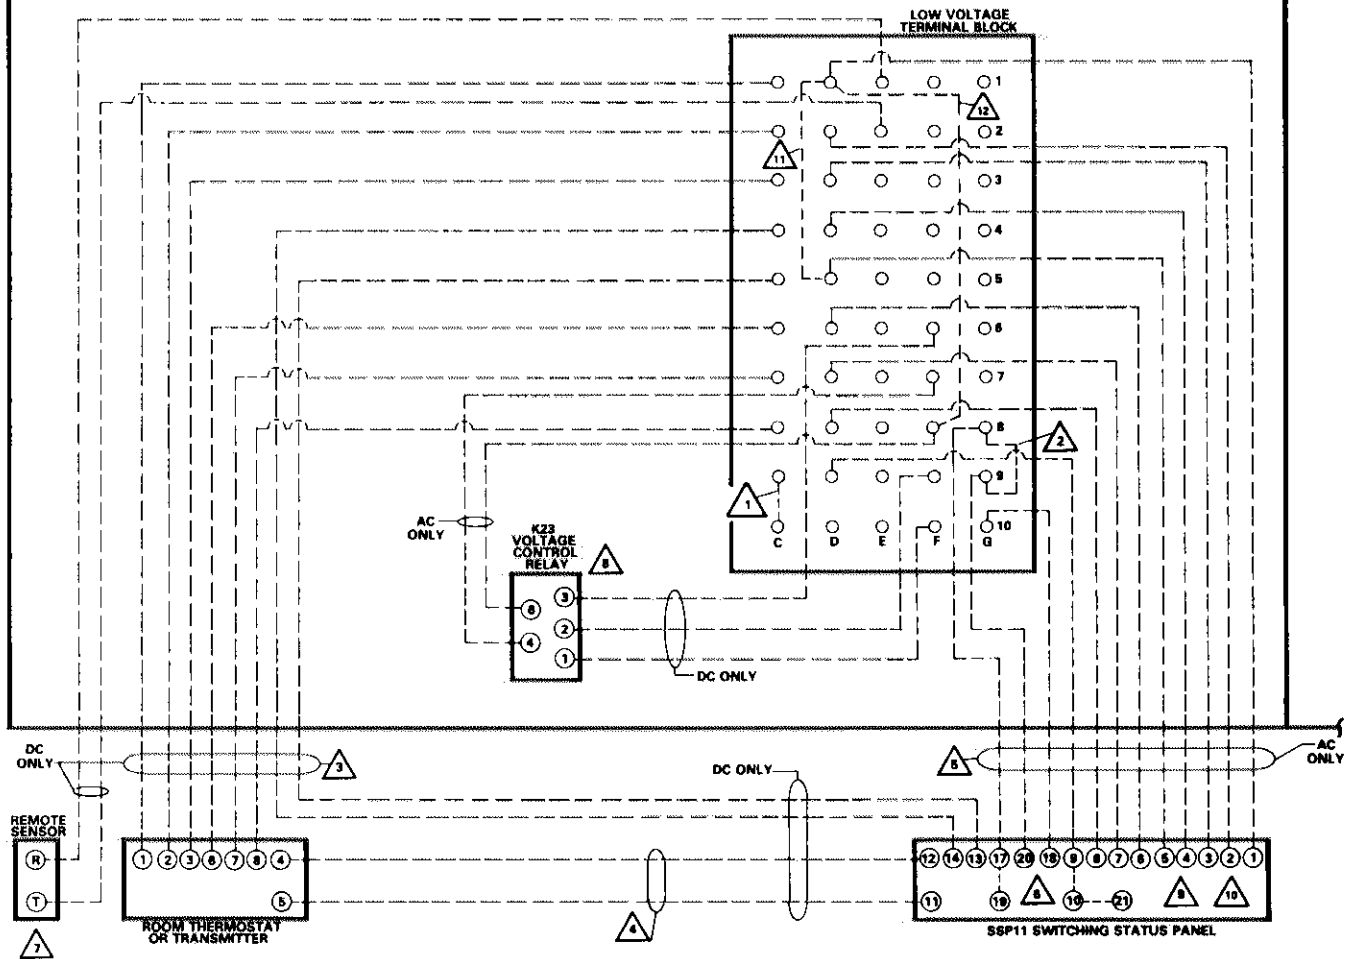 LOW VOLTAGE
TERMINAL BLOCK
1
12
2
11
3
4
5
6
7
8
2
9
1
10
C D E F G
AC
ONLY
K23
VOLTAGE
CONTROL
RELAY
8
3
6
2
4
1
DC ONLY
DC
ONLY
3
DC ONLY
AC
ONLY
REMOTE
SENSOR
R
T
7
1 2 3 6 7 8 4
5
ROOM THERMOSTAT
OR TRANSMITTER
4
12 14 13 17 20 18 9 8 7 6 5 4 3 2 1
11 19 10 21
9 10
SSP11 SWITCHING STATUS PANEL